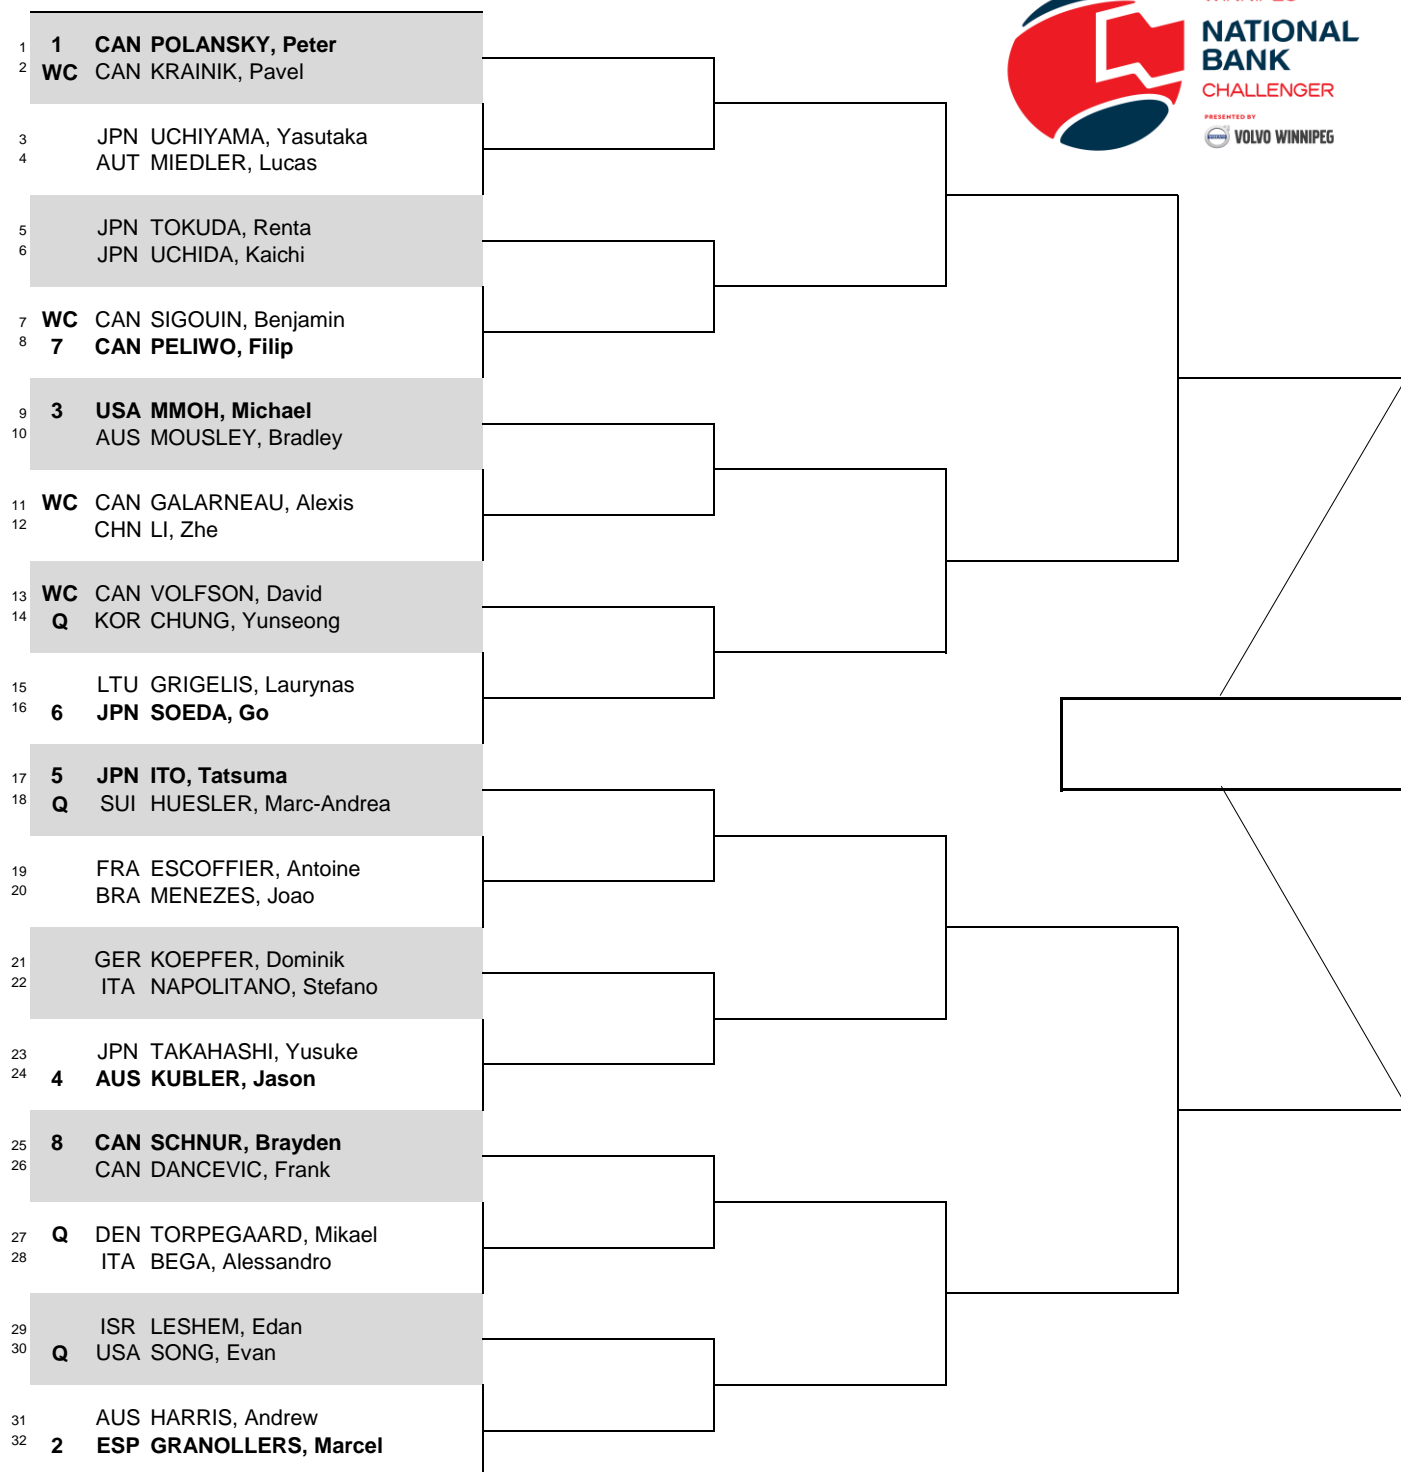 WINNIPEG
NATIONAL
BANK
CHALLENGER
PRESENTED BY
VOLVO WINNIPEG
1 1 CAN POLANSKY, Peter
2 WC CAN KRAINIK, Pavel
3 JPN UCHIYAMA, Yasutaka
4 AUT MIEDLER, Lucas
5 JPN TOKUDA, Renta
6 JPN UCHIDA, Kaichi
7 WC CAN SIGOUIN, Benjamin
8 7 CAN PELIWO, Filip
9 3 USA MMOH, Michael
10 AUS MOUSLEY, Bradley
11 WC CAN GALARNEAU, Alexis
12 CHN LI, Zhe
13 WC CAN VOLFSON, David
14 Q KOR CHUNG, Yunseong
15 LTU GRIGELIS, Laurynas
16 6 JPN SOEDA, Go
17 5 JPN ITO, Tatsuma
18 Q SUI HUESLER, Marc-Andrea
19 FRA ESCOFFIER, Antoine
20 BRA MENEZES, Joao
21 GER KOEPFER, Dominik
22 ITA NAPOLITANO, Stefano
23 JPN TAKAHASHI, Yusuke
24 4 AUS KUBLER, Jason
25 8 CAN SCHNUR, Brayden
26 CAN DANCEVIC, Frank
27 Q DEN TORPEGAARD, Mikael
28 ITA BEGA, Alessandro
29 ISR LESHEM, Edan
30 Q USA SONG, Evan
31 AUS HARRIS, Andrew
32 2 ESP GRANOLLERS, Marcel